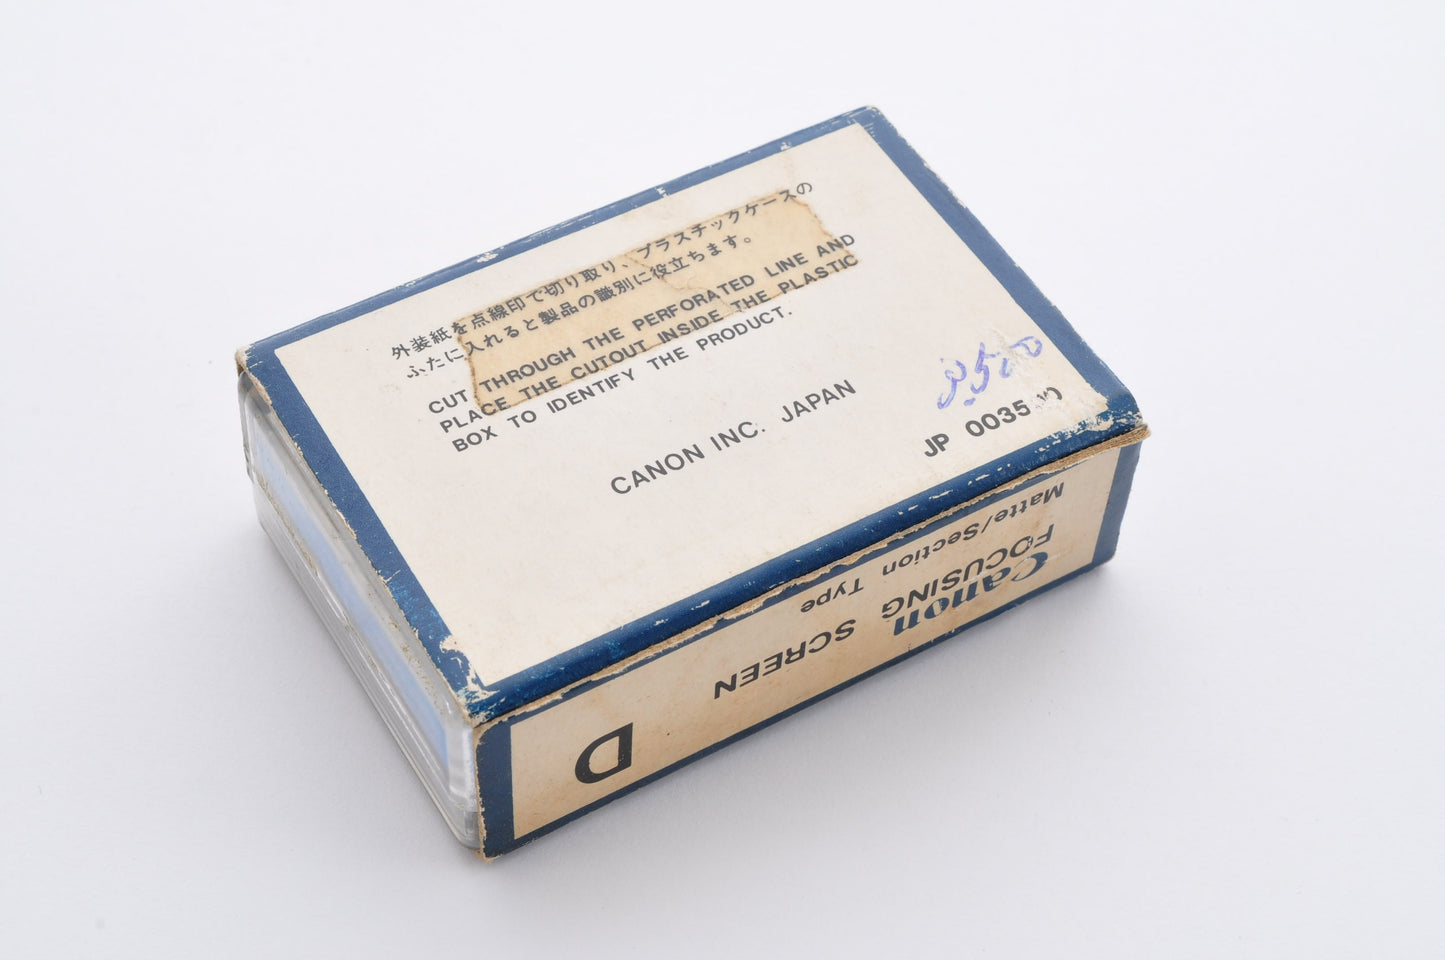 外装紙を点線印で切り取り、プラスチックケースの
ふたに入れると製品の識別に役立ちます。
CUT THROUGH THE PERFORATED LINE AND
PLACE THE CUTOUT INSIDE THE PLASTIC
BOX TO IDENTIFY THE PRODUCT.
CANON INC. JAPAN
JP
Canon
FOCUSING SCREEN
Matte/Section Type
D